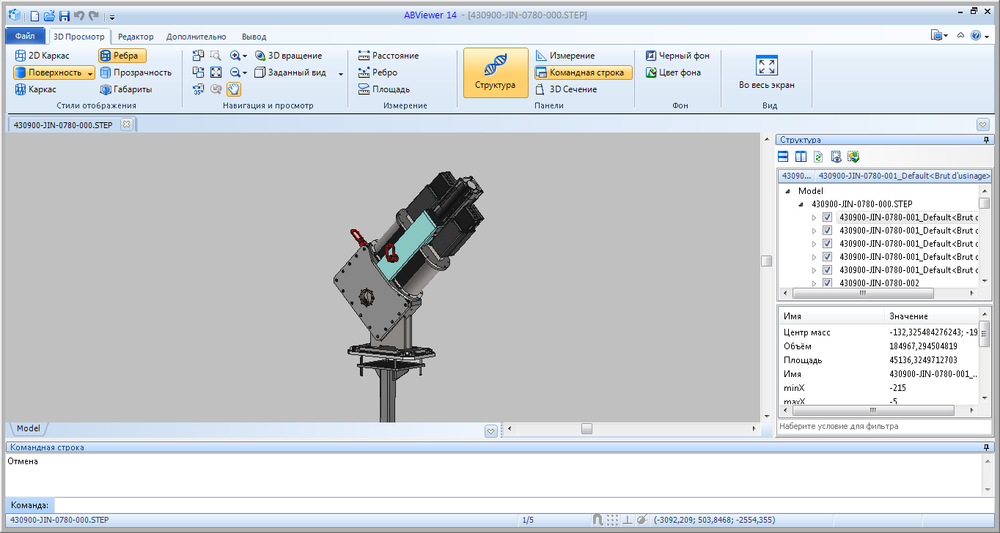 ABViewer 14 - [430900-JIN-0780-000.STEP]
Файл 3D Просмотр Редактор Дополнительно Вывод
2D Каркас Ребра 3D вращение Расстояние Измерение Черный фон
Поверхность Прозрачность Заданный вид Ребро Командная строка Цвет фона
Каркас Габариты 35° Площадь Структура 3D Сечение Во весь экран
Стили отображения Навигация и просмотр Измерение Панели Фон Вид
430900-JIN-0780-000.STEP
Структура
43090... 430900-JIN-0780-001_Default<Brut d'usinage>
Model
430900-JIN-0780-000.STEP
430900-JIN-0780-001_Default<Brut d
430900-JIN-0780-001_Default<Brut d
430900-JIN-0780-001_Default<Brut d
430900-JIN-0780-001_Default<Brut d
430900-JIN-0780-001_Default<Brut d
430900-JIN-0780-002
Имя Значение
Центр масс -132,325484276243; -19
Объём 184967,294504819
Площадь 45136,3249712703
Имя 430900-JIN-0780-001_..
minX -215
maxX -5
Наберите условие для фильтра
Model
Командная строка
Отмена
Команда:
430900-JIN-0780-000.STEP 1/5 (-3092,209; 503,8468; -2554,355)